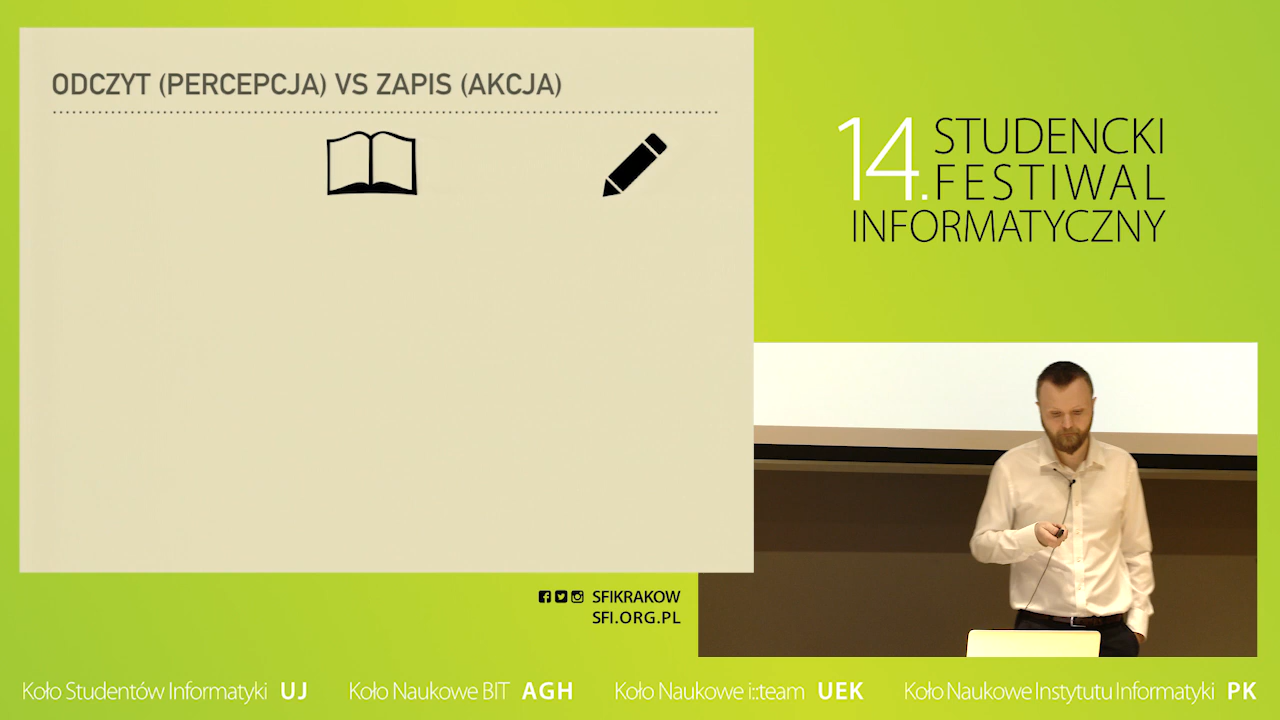 ODCZYT (PERCEPCJA) VS ZAPIS (AKCJA)
14. STUDENCKI
FESTIWAL
INFORMATYCZNY
SFIKRAKOW
SFI.ORG.PL
Koło Studentów Informatyki UJ
Koło Naukowe BIT AGH
Koło Naukowe i::team UEK
Koło Naukowe Instytutu Informatyki PK